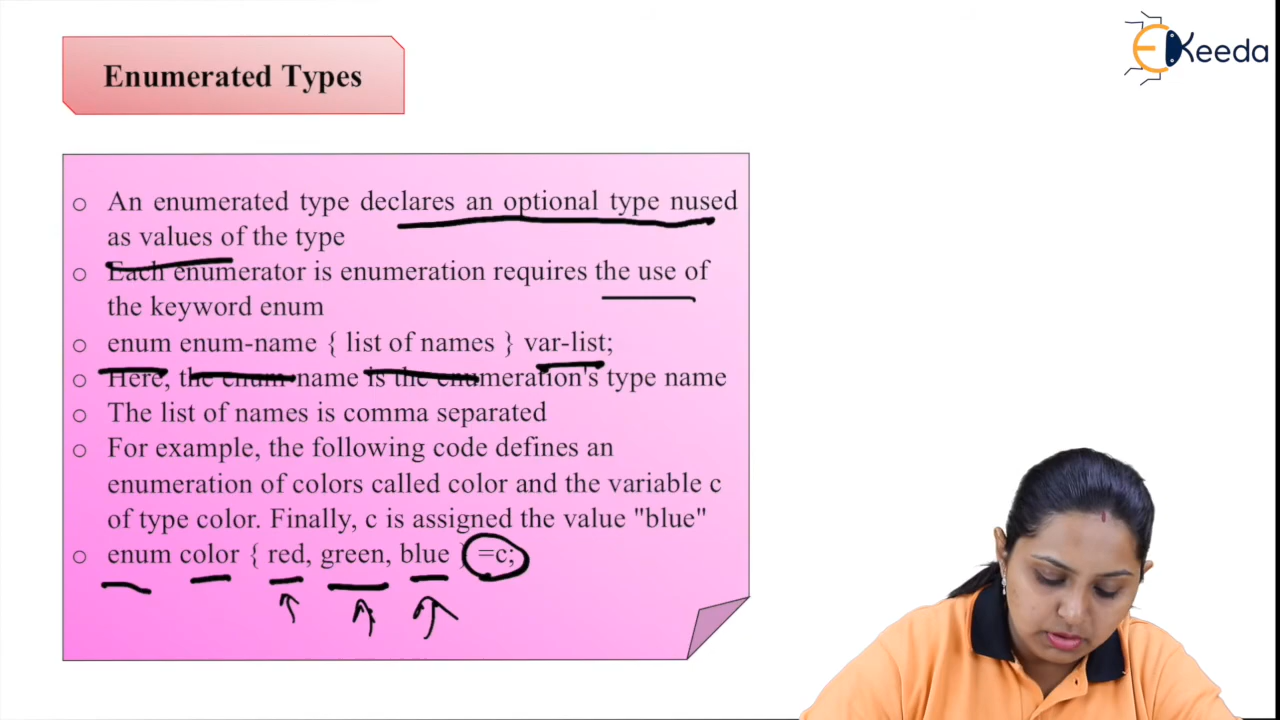 Enumerated Types
EKeeda
o An enumerated type declares an optional type nused
as values of the type
o Each enumerator is enumeration requires the use of
the keyword enum
o enum enum-name { list of names } var-list;
o Here, the enum-name is the enumeration's type name
o The list of names is comma separated
o For example, the following code defines an
enumeration of colors called color and the variable c
of type color. Finally, c is assigned the value "blue"
o enum color { red, green, blue } =c;